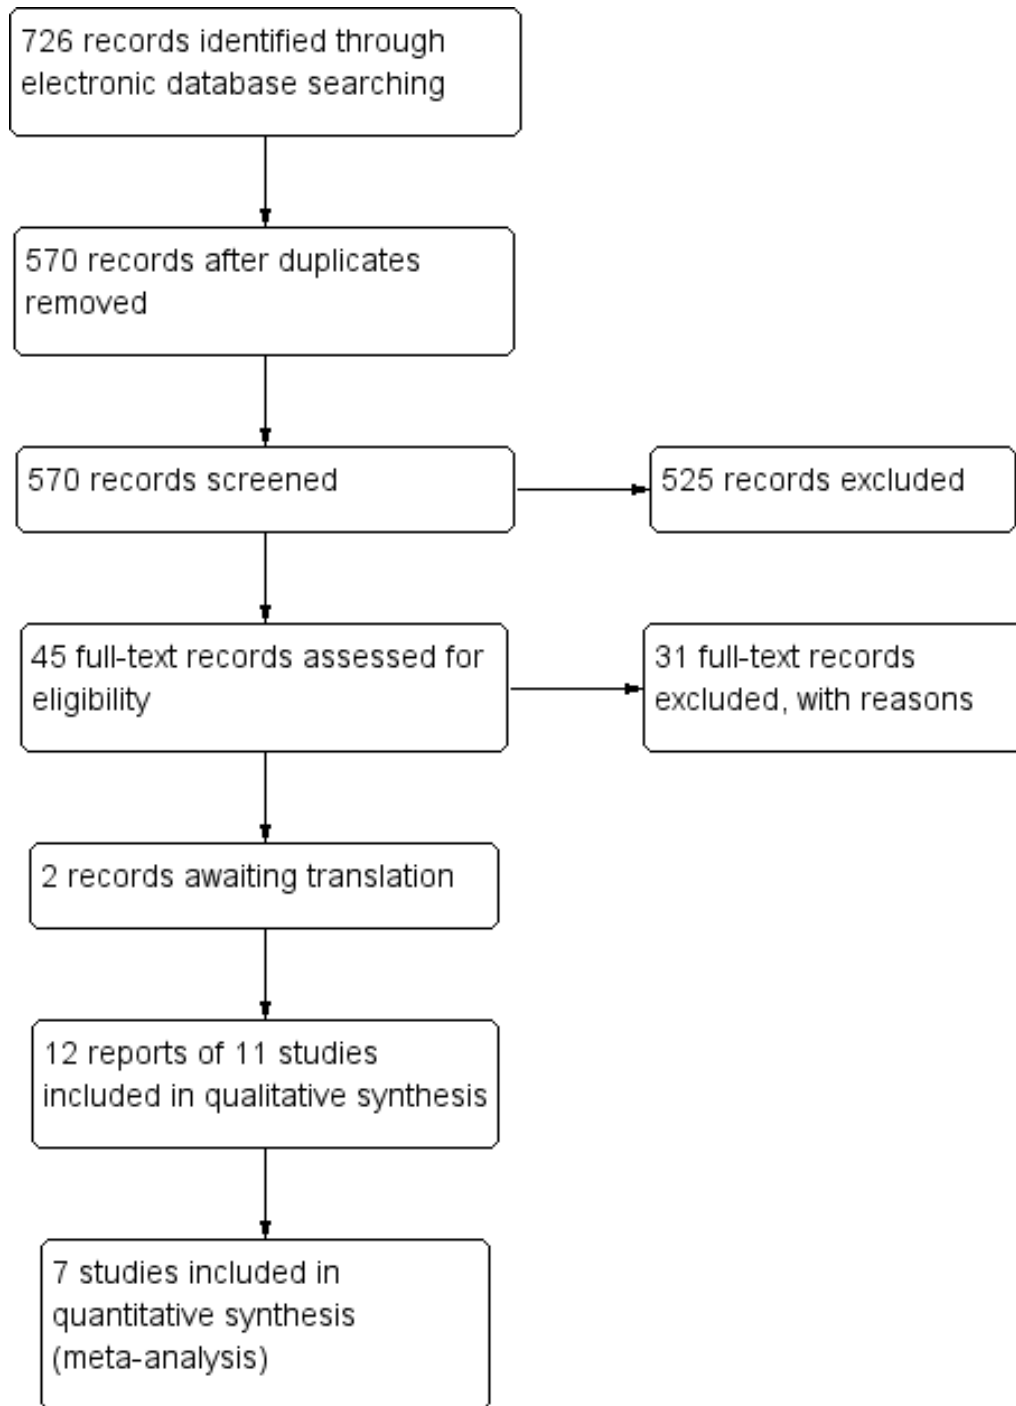 726 records identified through
electronic database searching
570 records after duplicates
removed
570 records screened
525 records excluded
45 full-text records assessed for
eligibility
31 full-text records
excluded, with reasons
2 records awaiting translation
12 reports of 11 studies
included in qualitative synthesis
7 studies included in
quantitative synthesis
(meta-analysis)